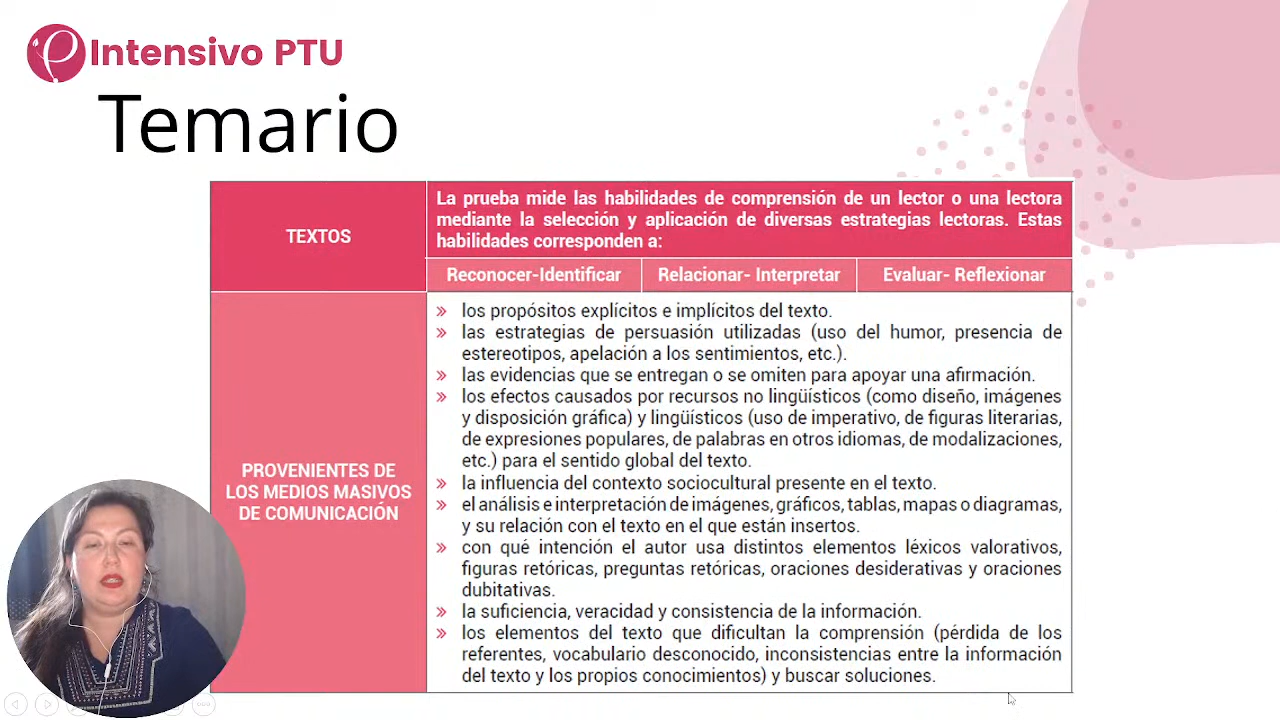 Intensivo PTU
Temario
TEXTOS
La prueba mide las habilidades de comprensión de un lector o una lectora
mediante la selección y aplicación de diversas estrategias lectoras. Estas
habilidades corresponden a:
Reconocer-Identificar
Relacionar- Interpretar
Evaluar- Reflexionar
PROVENIENTES DE
LOS MEDIOS MASIVOS
DE COMUNICACIÓN
» los propósitos explícitos e implícitos del texto.
» las estrategias de persuasión utilizadas (uso del humor, presencia de
estereotipos, apelación a los sentimientos, etc.).
» las evidencias que se entregan o se omiten para apoyar una afirmación.
» los efectos causados por recursos no lingüísticos (como diseño, imágenes
y disposición gráfica) y lingüísticos (uso de imperativo, de figuras literarias,
de expresiones populares, de palabras en otros idiomas, de modalizaciones,
etc.) para el sentido global del texto.
» la influencia del contexto sociocultural presente en el texto.
» el análisis e interpretación de imágenes, gráficos, tablas, mapas o diagramas,
y su relación con el texto en el que están insertos.
» con qué intención el autor usa distintos elementos léxicos valorativos,
figuras retóricas, preguntas retóricas, oraciones desiderativas y oraciones
dubitativas.
» la suficiencia, veracidad y consistencia de la información.
» los elementos del texto que dificultan la comprensión (pérdida de los
referentes, vocabulario desconocido, inconsistencias entre la información
del texto y los propios conocimientos) y buscar soluciones.